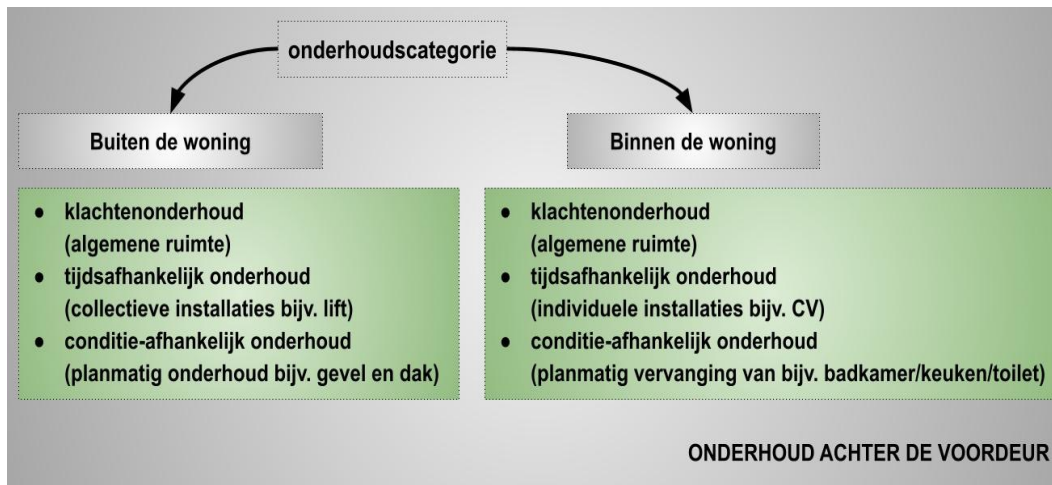 onderhoudscategorie
Buiten de woning
Binnen de woning
• klachtenonderhoud
(algemene ruimte)
• tijdsafhankelijk onderhoud
(collectieve installaties bijv. lift)
• conditie-afhankelijk onderhoud
(planmatig onderhoud bijv. gevel en dak)
• klachtenonderhoud
(algemene ruimte)
• tijdsafhankelijk onderhoud
(individuele installaties bijv. CV)
• conditie-afhankelijk onderhoud
(planmatig vervanging van bijv. badkamer/keuken/toilet)
ONDERHOUD ACHTER DE VOORDEUR